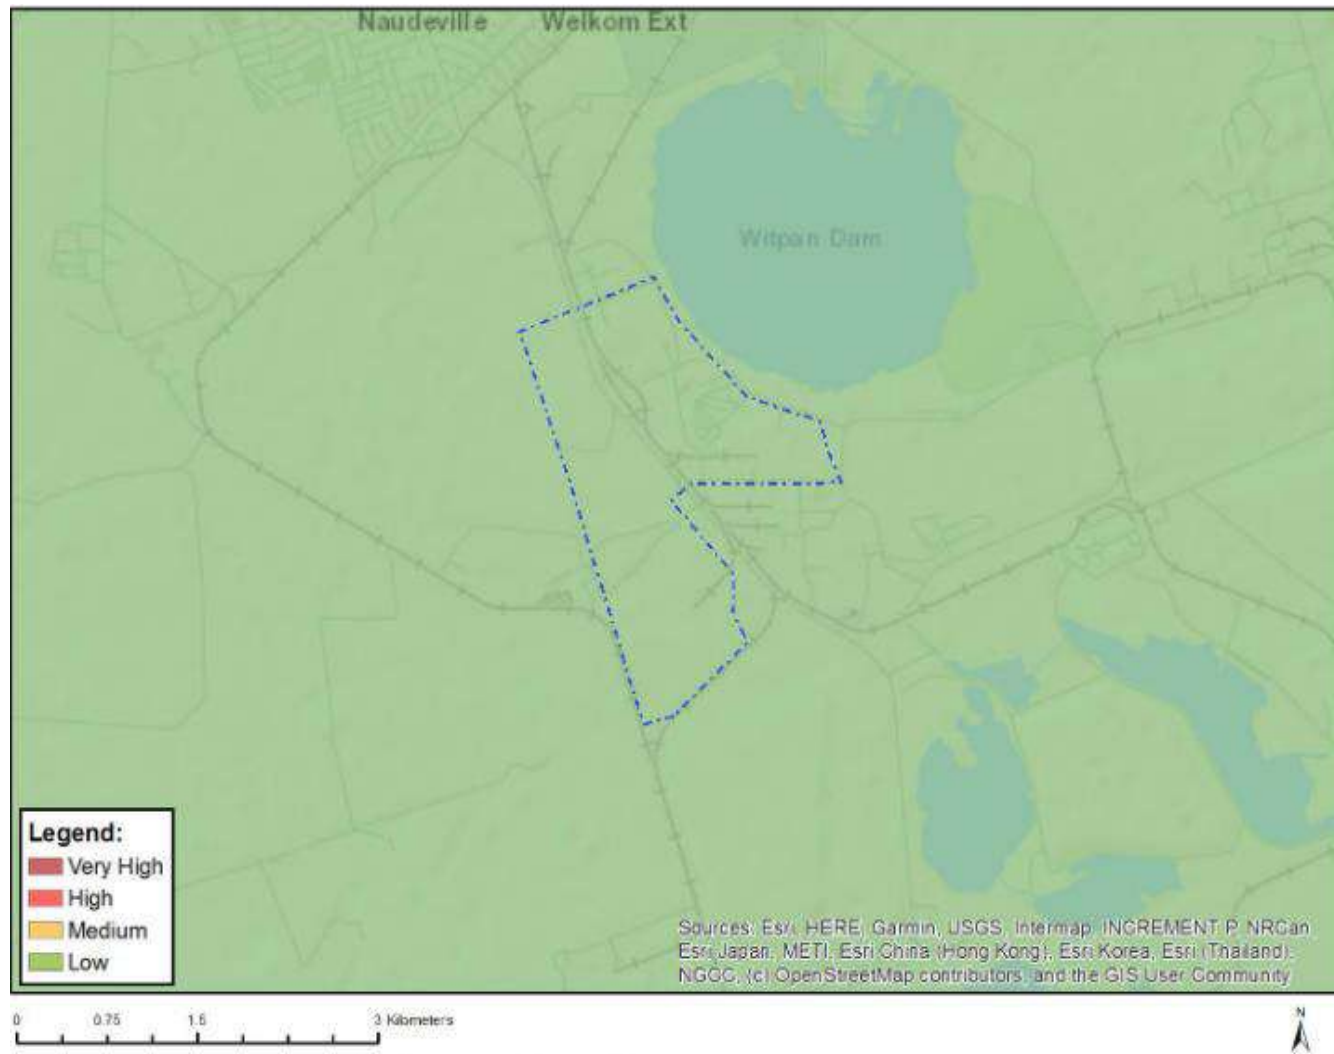 Naudeville Welkom Ext
Witpan Dam
Legend:
Very High
High
Medium
Low
Sources: Esri, HERE, Garmin, USGS, Intermap, INCREMENT P, NRCan,
Esri Japan, METI, Esri China (Hong Kong), Esri Korea, Esri (Thailand),
NGCC, (c) OpenStreetMap contributors, and the GIS User Community
0 0.75 1.5 3 Kilometers
N